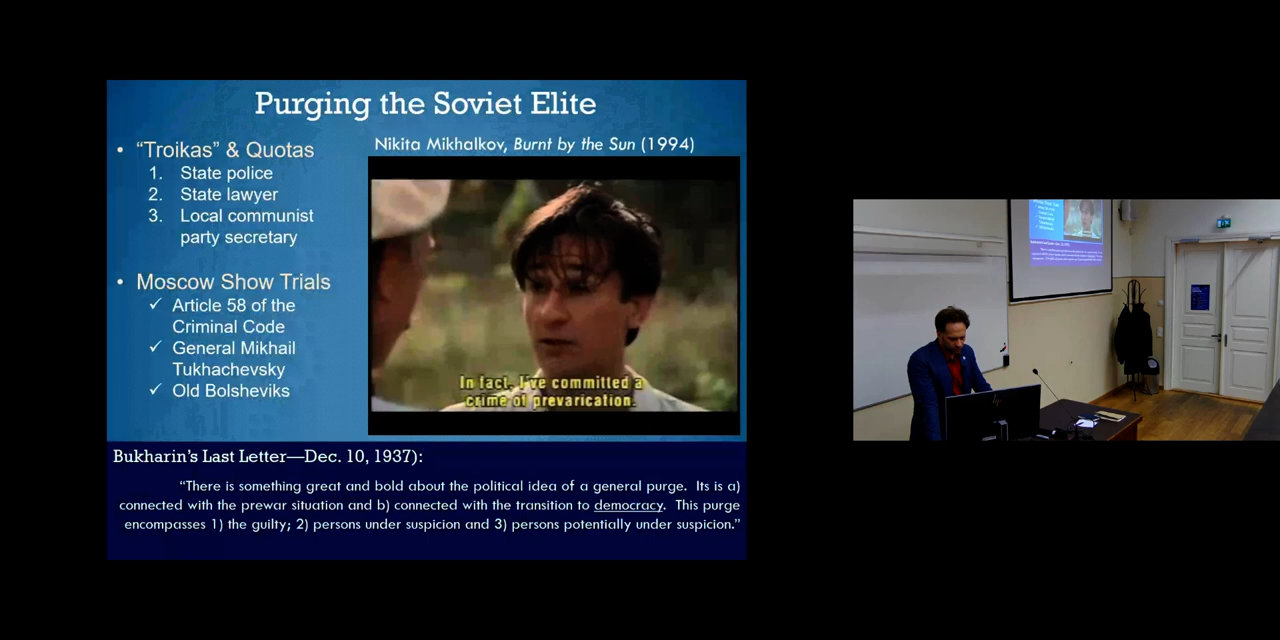 Purging the Soviet Elite
• “Troikas” & Quotas
1. State police
2. State lawyer
3. Local communist
party secretary
• Moscow Show Trials
✓ Article 58 of the
Criminal Code
✓ General Mikhail
Tukhachevsky
✓ Old Bolsheviks
Nikita Mikhalkov, Burnt by the Sun (1994)
In fact, I've committed a
crime of prevarication.
Bukharin’s Last Letter—Dec. 10, 1937):
“There is something great and bold about the political idea of a general purge. Its is a)
connected with the prewar situation and b) connected with the transition to democracy. This purge
encompasses 1) the guilty; 2) persons under suspicion and 3) persons potentially under suspicion.”